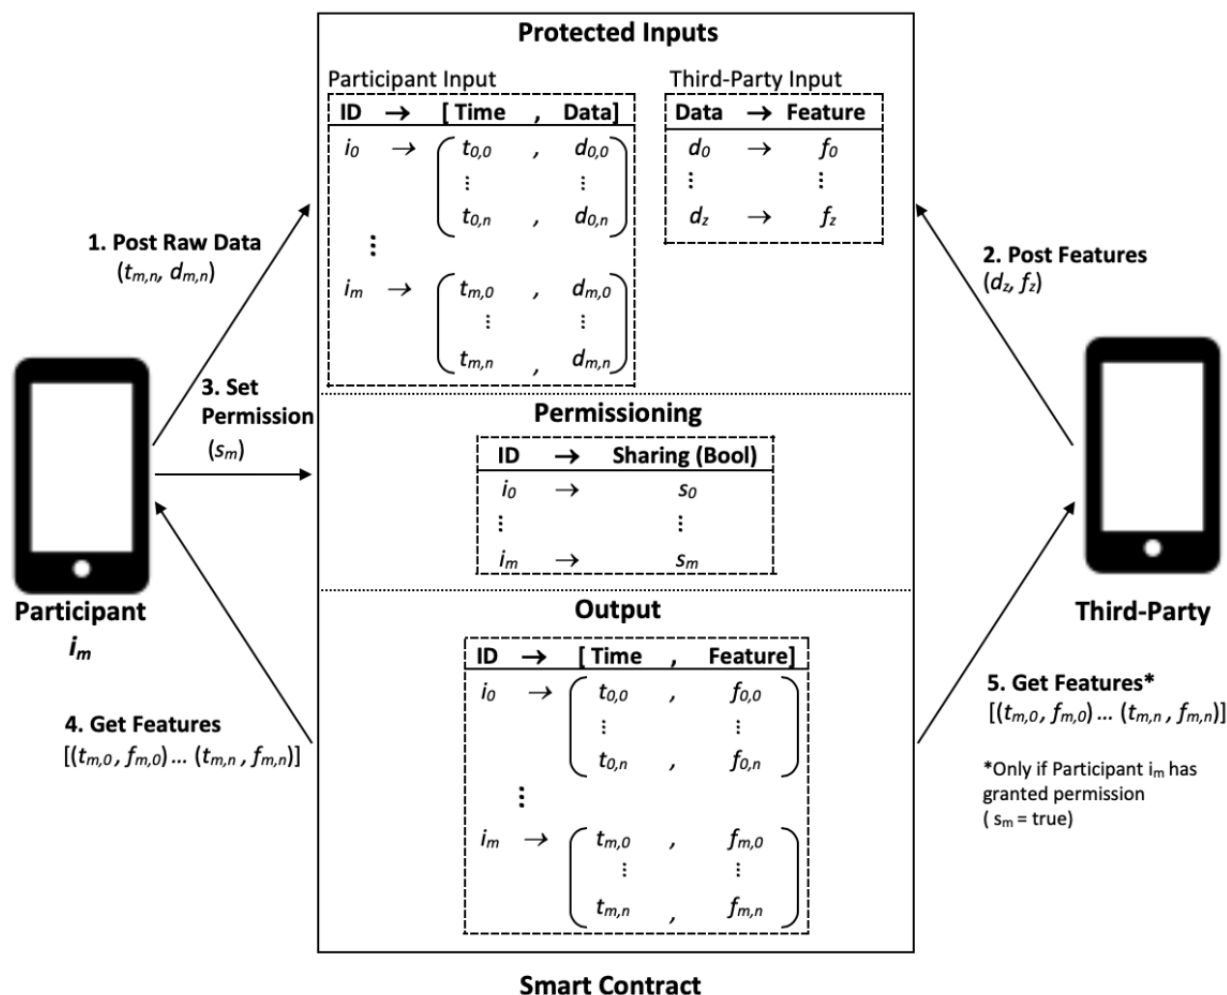 Protected Inputs
Participant Input
ID → [ Time , Data]
i0 → t0,0 , d0,0
⋮ ⋮
t0,n , d0,n
⋮
im → tm,0 , dm,0
⋮ ⋮
tm,n , dm,n
Third-Party Input
Data → Feature
d0 → f0
⋮ ⋮
dz → fz
1. Post Raw Data
(tm,n, dm,n)
2. Post Features
(dz, fz)
3. Set
Permission
(sm)
Permissioning
ID → Sharing (Bool)
i0 → s0
⋮ ⋮
im → sm
Participant
im
Third-Party
Output
ID → [ Time , Feature]
i0 → t0,0 , f0,0
⋮ ⋮
t0,n , f0,n
⋮
im → tm,0 , fm,0
⋮ ⋮
tm,n , fm,n
4. Get Features
[(tm,0 , fm,0) ... (tm,n , fm,n)]
5. Get Features*
[(tm,0 , fm,0) ... (tm,n , fm,n)]
*Only if Participant im has
granted permission
( sm = true)
Smart Contract